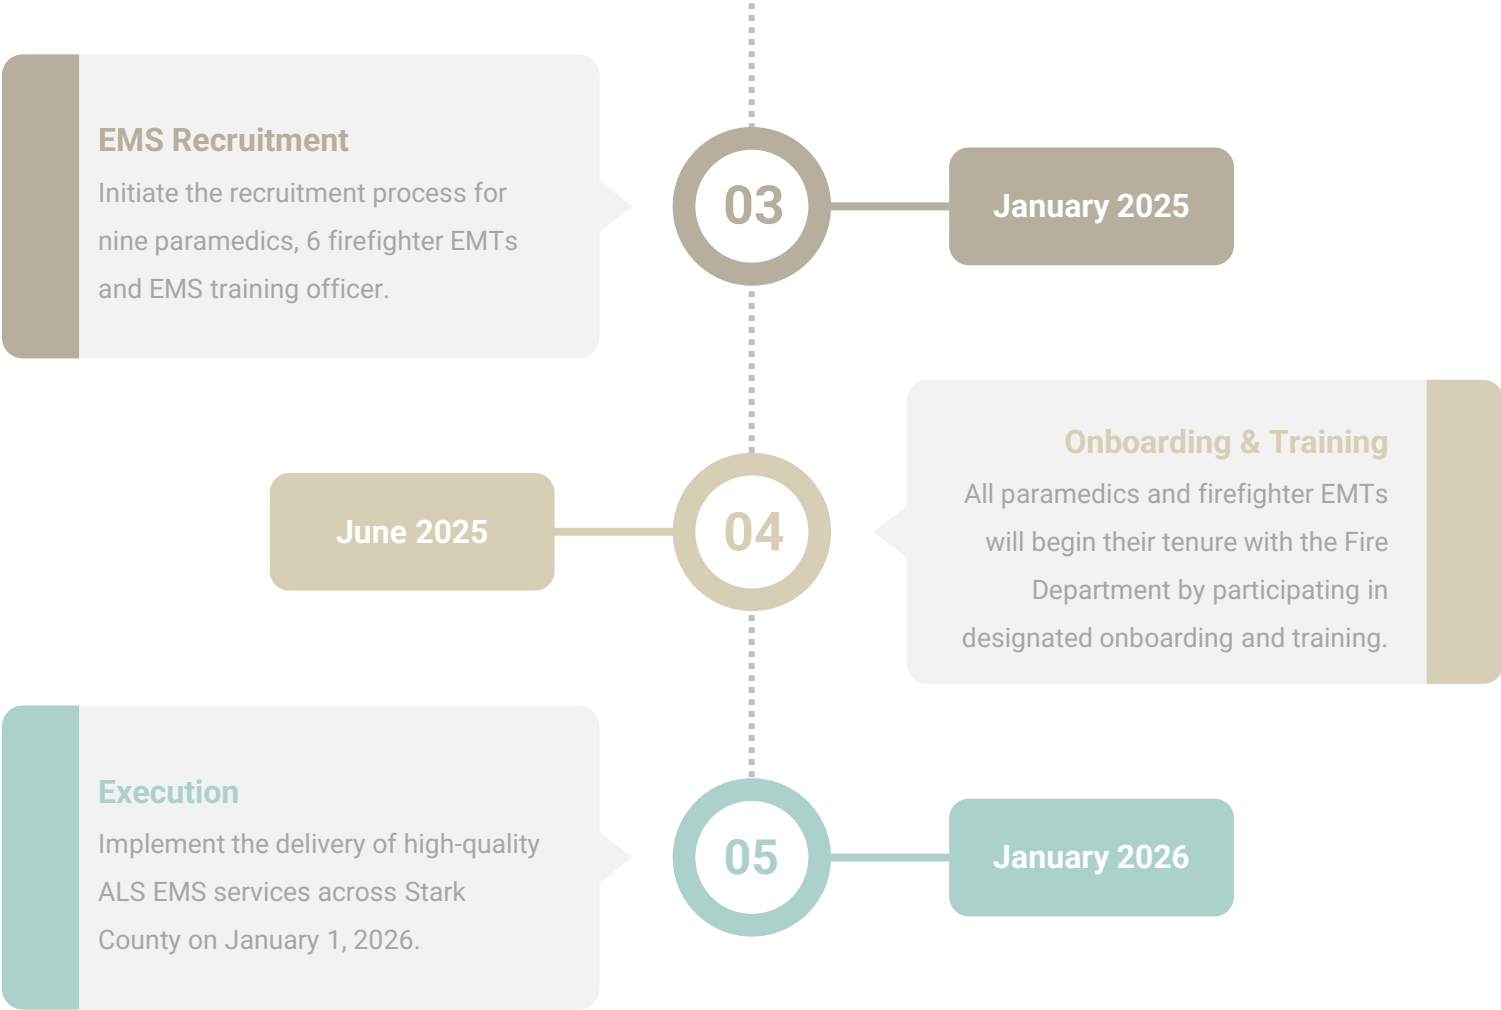 EMS Recruitment
Initiate the recruitment process for
nine paramedics, 6 firefighter EMTs
and EMS training officer.
03
January 2025
June 2025
04
Onboarding & Training
All paramedics and firefighter EMTs
will begin their tenure with the Fire
Department by participating in
designated onboarding and training.
Execution
Implement the delivery of high-quality
ALS EMS services across Stark
County on January 1, 2026.
05
January 2026